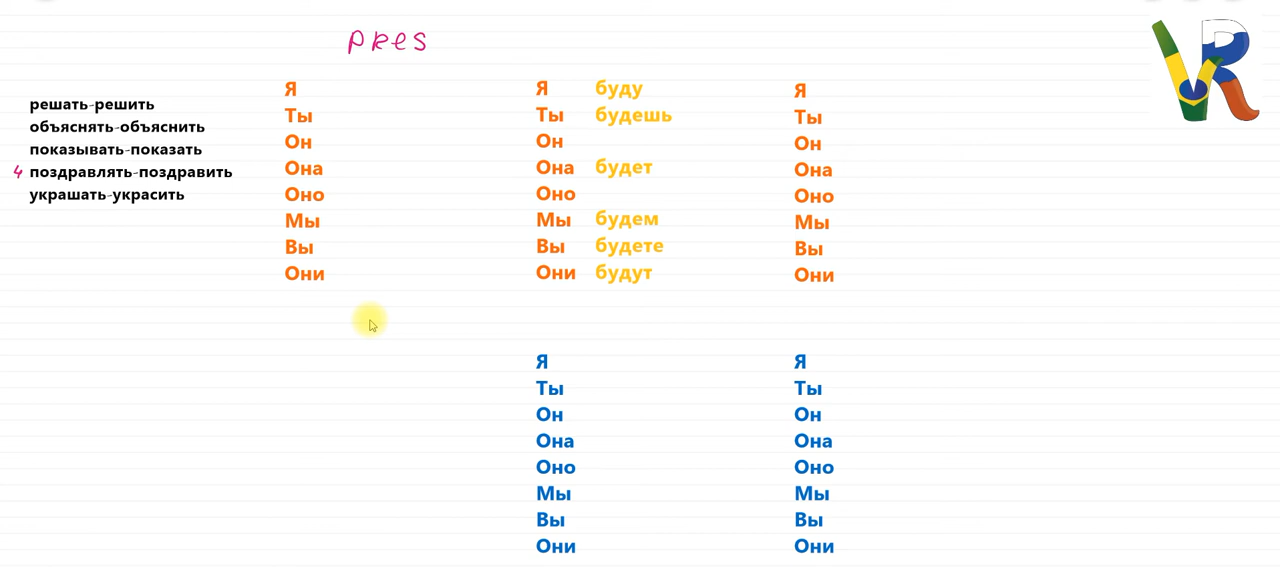 pres
решать-решить
объяснять-объяснить
показывать-показать
4 поздравлять-поздравить
украшать-украсить
Я
Ты
Он
Она
Оно
Мы
Вы
Они
Я буду
Ты будешь
Он
Она будет
Оно
Мы будем
Вы будете
Они будут
Я
Ты
Он
Она
Оно
Мы
Вы
Они
Я
Ты
Он
Она
Оно
Мы
Вы
Они
Я
Ты
Он
Она
Оно
Мы
Вы
Они
VR